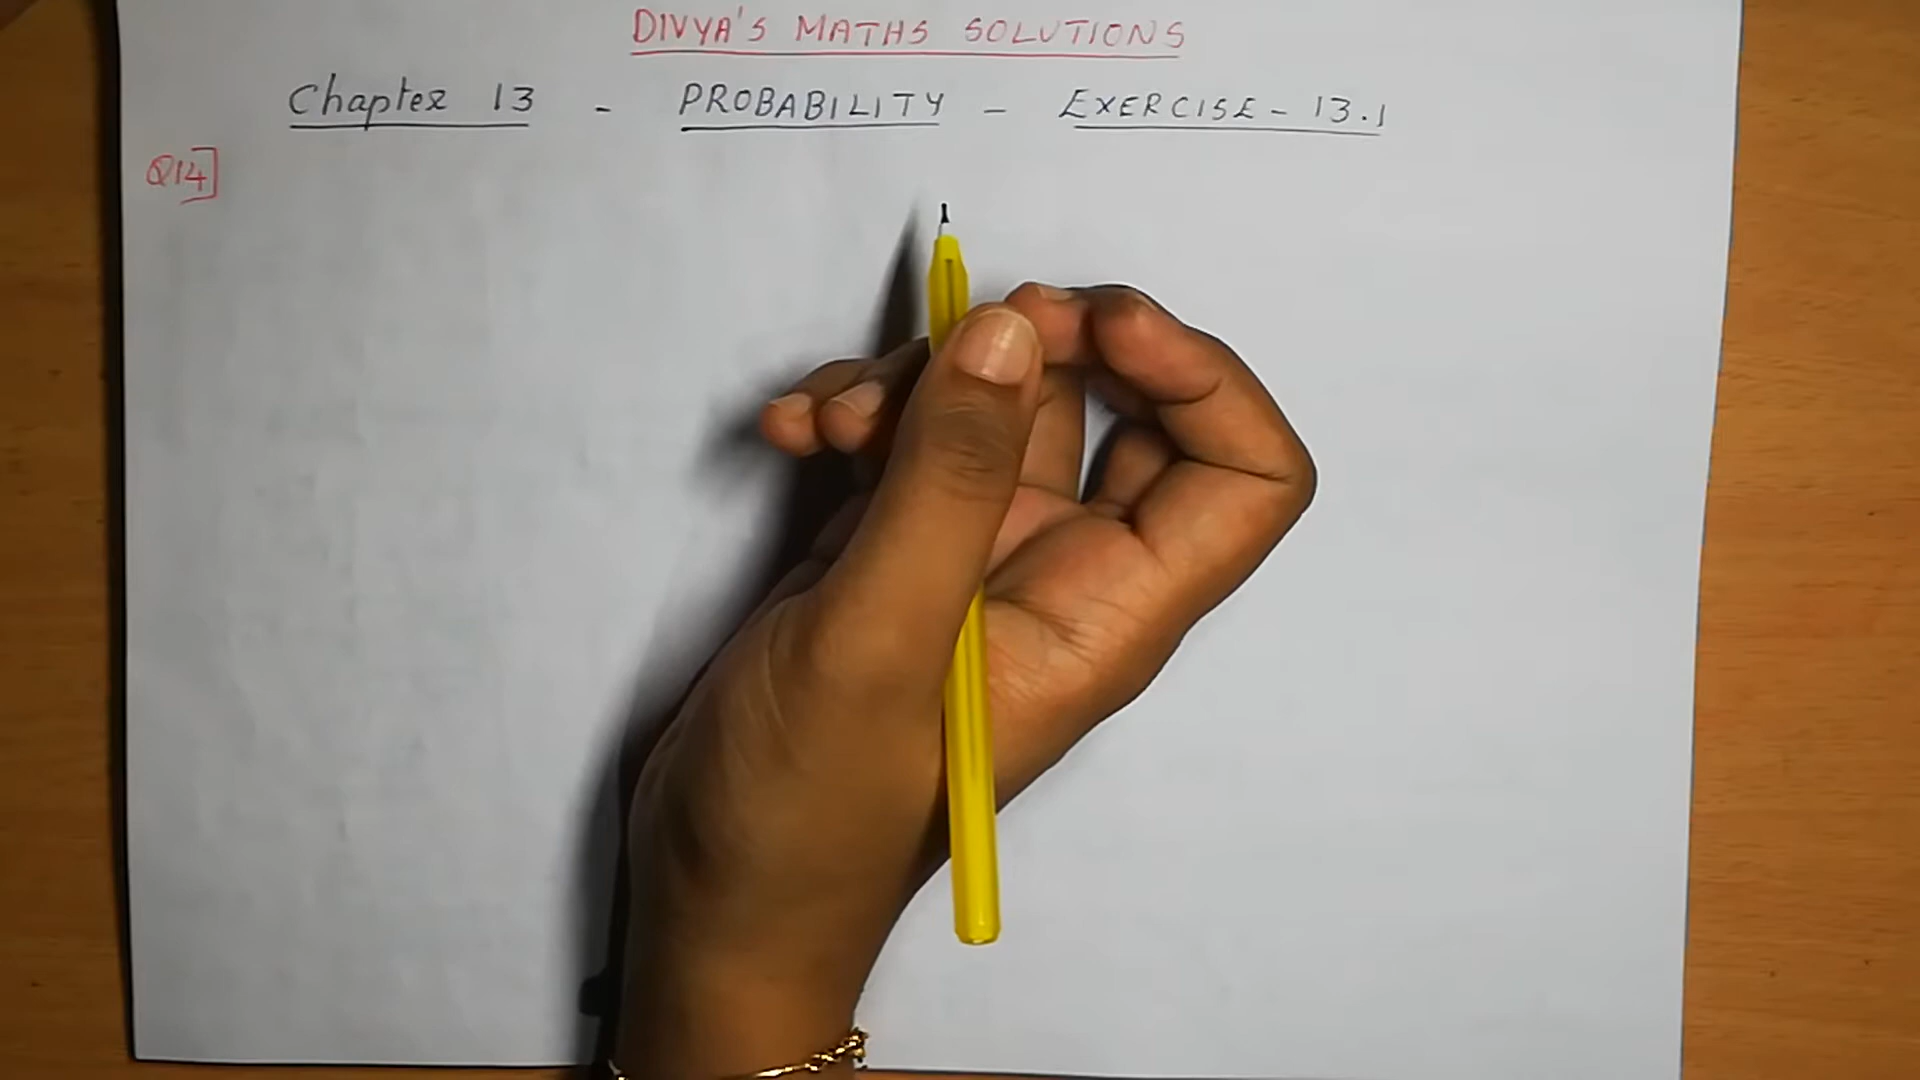 DIVYA'S MATHS SOLUTIONS
Chapter 13 - PROBABILITY - EXERCISE - 13.1
Q14]